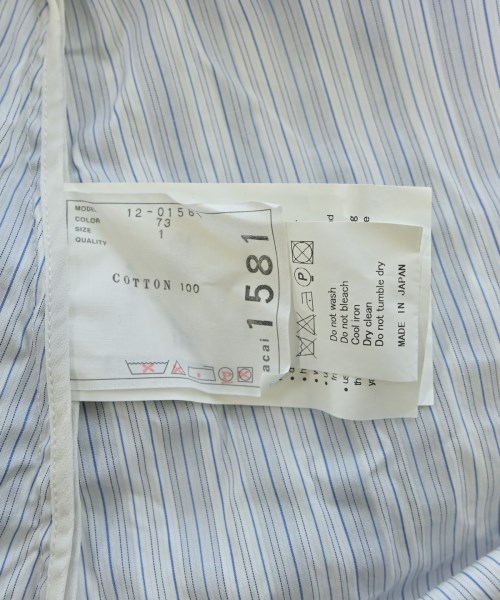 MODEL 12-0156
COLOR 73
SIZE 1
QUALITY
COTTON 100
acai 1581
P
Do not wash
Do not bleach
Cool iron
Dry clean
Do not tumble dry
MADE IN JAPAN